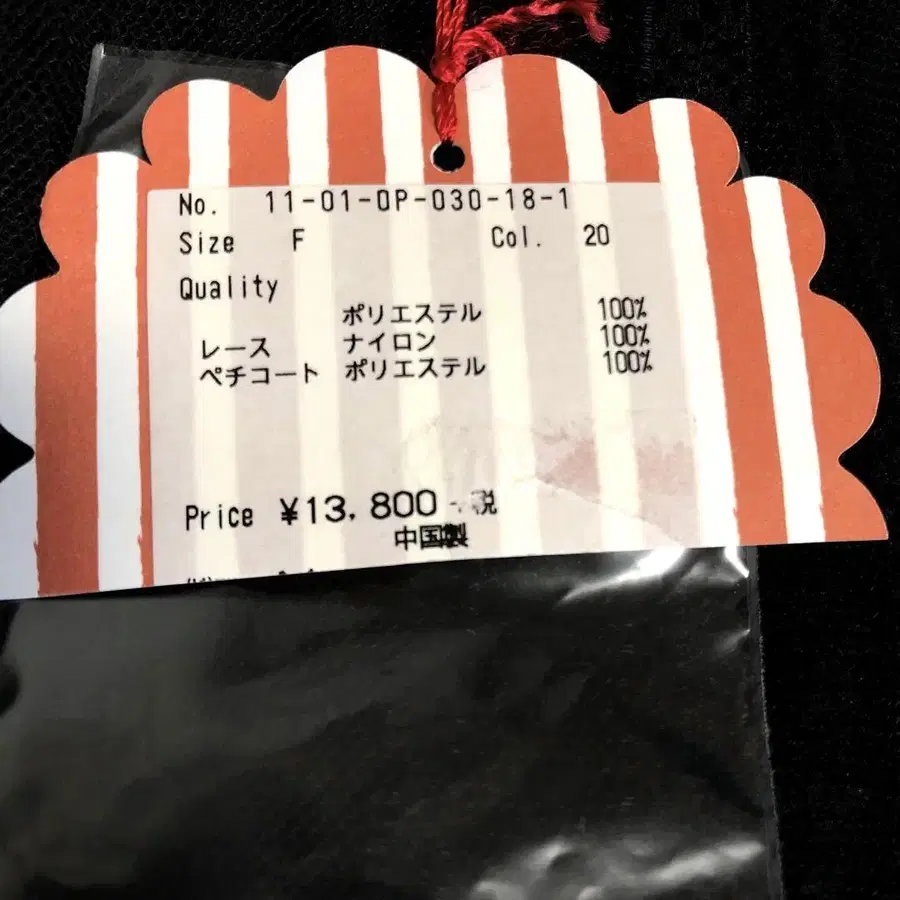 No. 11-01-OP-030-18-1
Size F Col. 20
Quality
ポリエステル 100%
レース ナイロン 100%
ペチコート ポリエステル 100%
Price ¥13,800 税
中国製